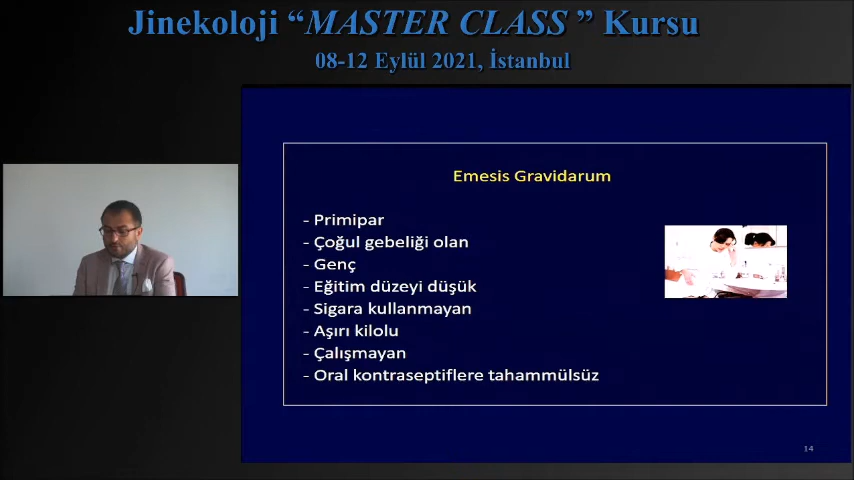 Jinekoloji “MASTER CLASS ” Kursu
08-12 Eylül 2021, İstanbul
Emesis Gravidarum
- Primipar
- Çoğul gebeliği olan
- Genç
- Eğitim düzeyi düşük
- Sigara kullanmayan
- Aşırı kilolu
- Çalışmayan
- Oral kontraseptiflere tahammülsüz
14